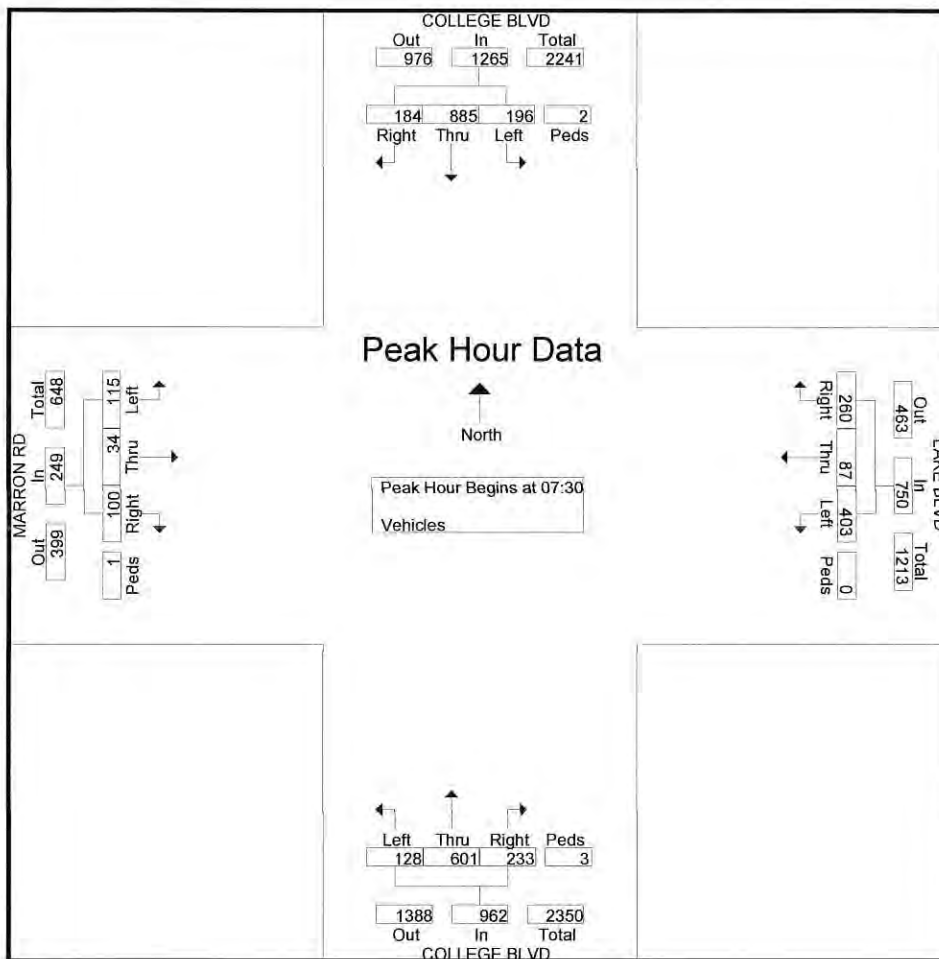 COLLEGE BLVD
Out In Total
976 1265 2241
184 885 196 2
Right Thru Left Peds
Peak Hour Data
North
Peak Hour Begins at 07:30
Vehicles
MARRON RD
Total In Out
648 249 399
115 34 100 1
Left Thru Right Peds
Right Thru Left Peds
260 87 403 0
Out In Total
463 750 1213
LAKE BLVD
Left Thru Right Peds
128 601 233 3
1388 962 2350
Out In Total
COLLEGE BLVD